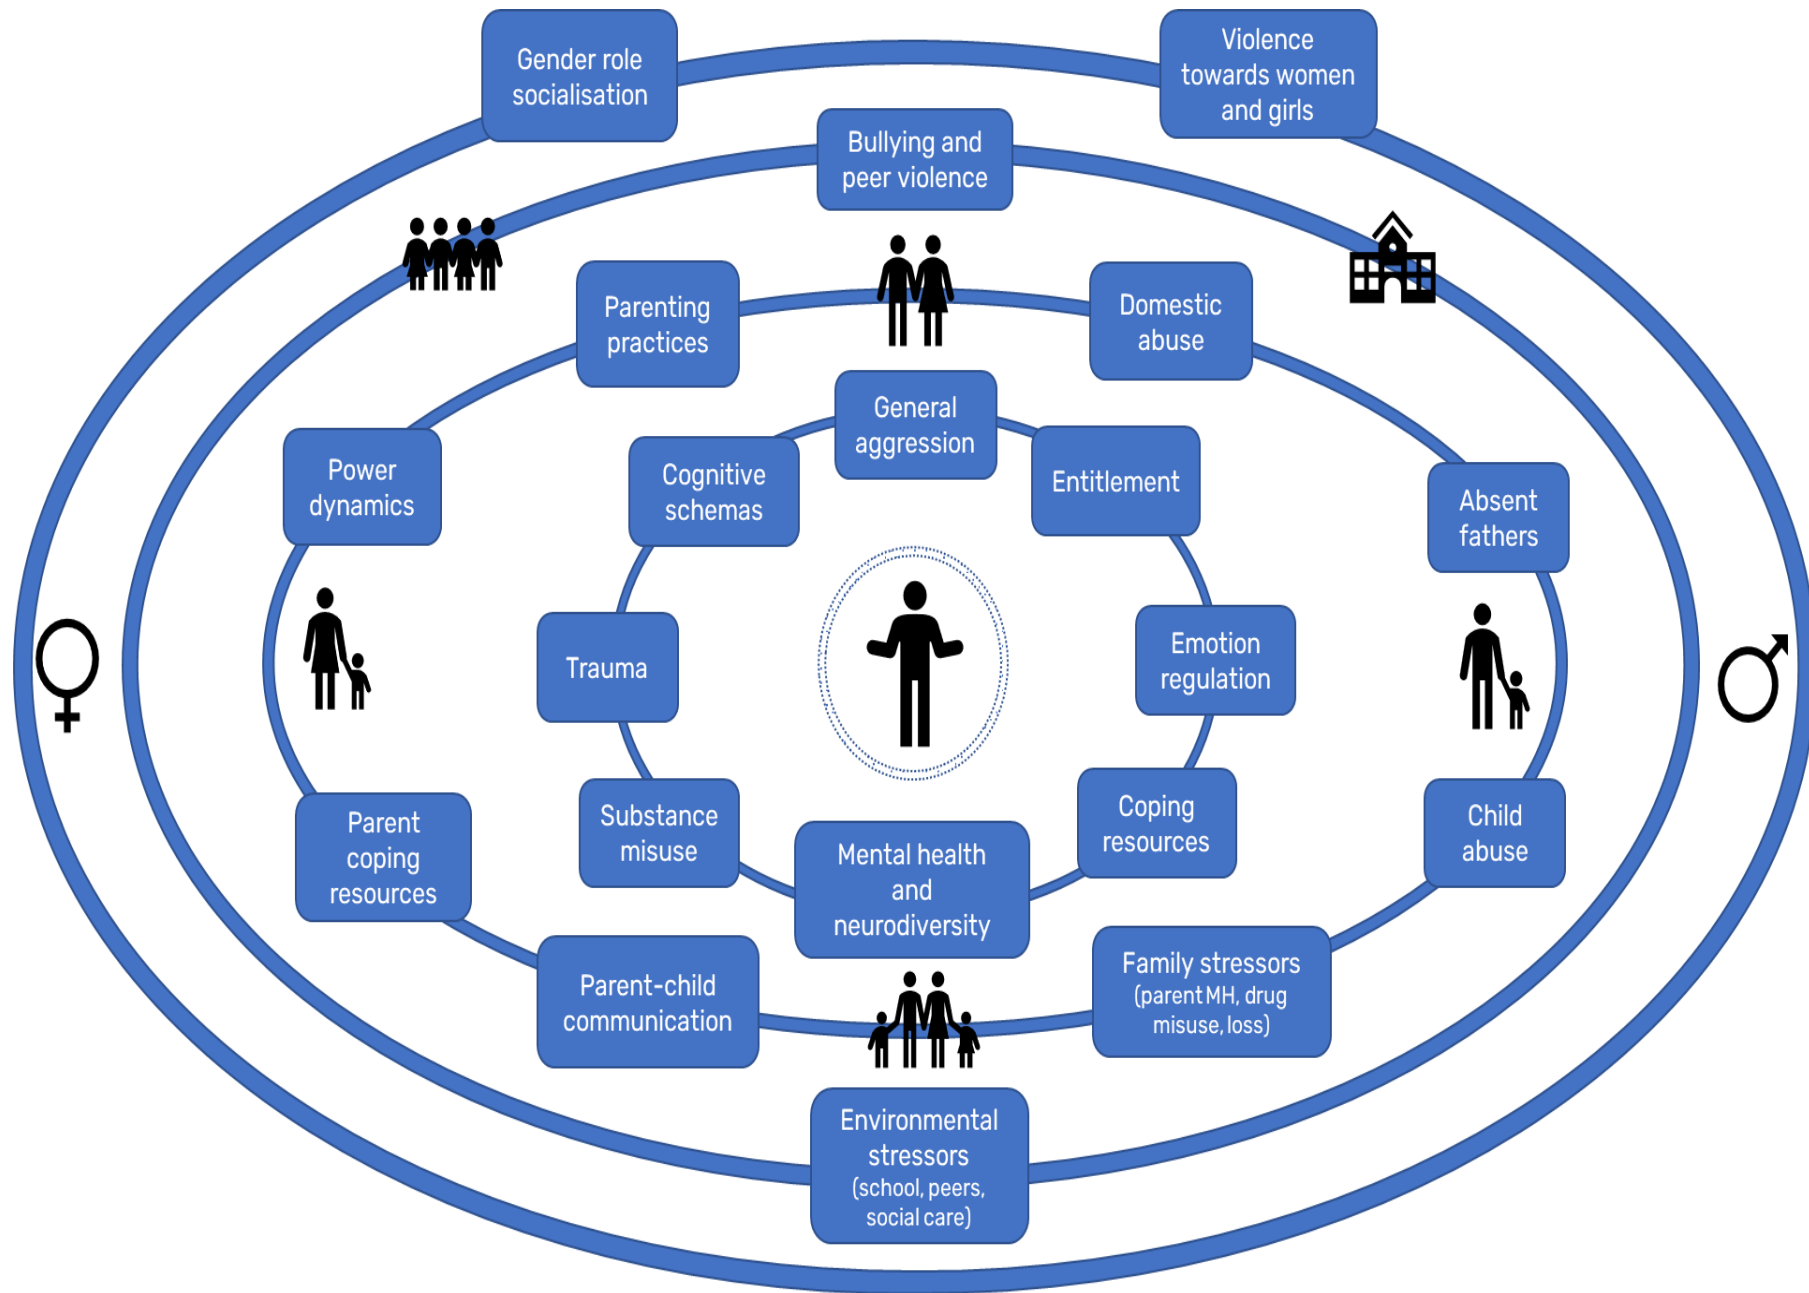 Gender role
socialisation
Violence
towards women
and girls
Bullying and
peer violence
Parenting
practices
Domestic
abuse
General
aggression
Power
dynamics
Cognitive
schemas
Entitlement
Absent
fathers
Trauma
Emotion
regulation
Substance
misuse
Coping
resources
Parent
coping
resources
Mental health
and
neurodiversity
Child
abuse
Parent-child
communication
Family stressors
(parent MH, drug
misuse, loss)
Environmental
stressors
(school, peers,
social care)